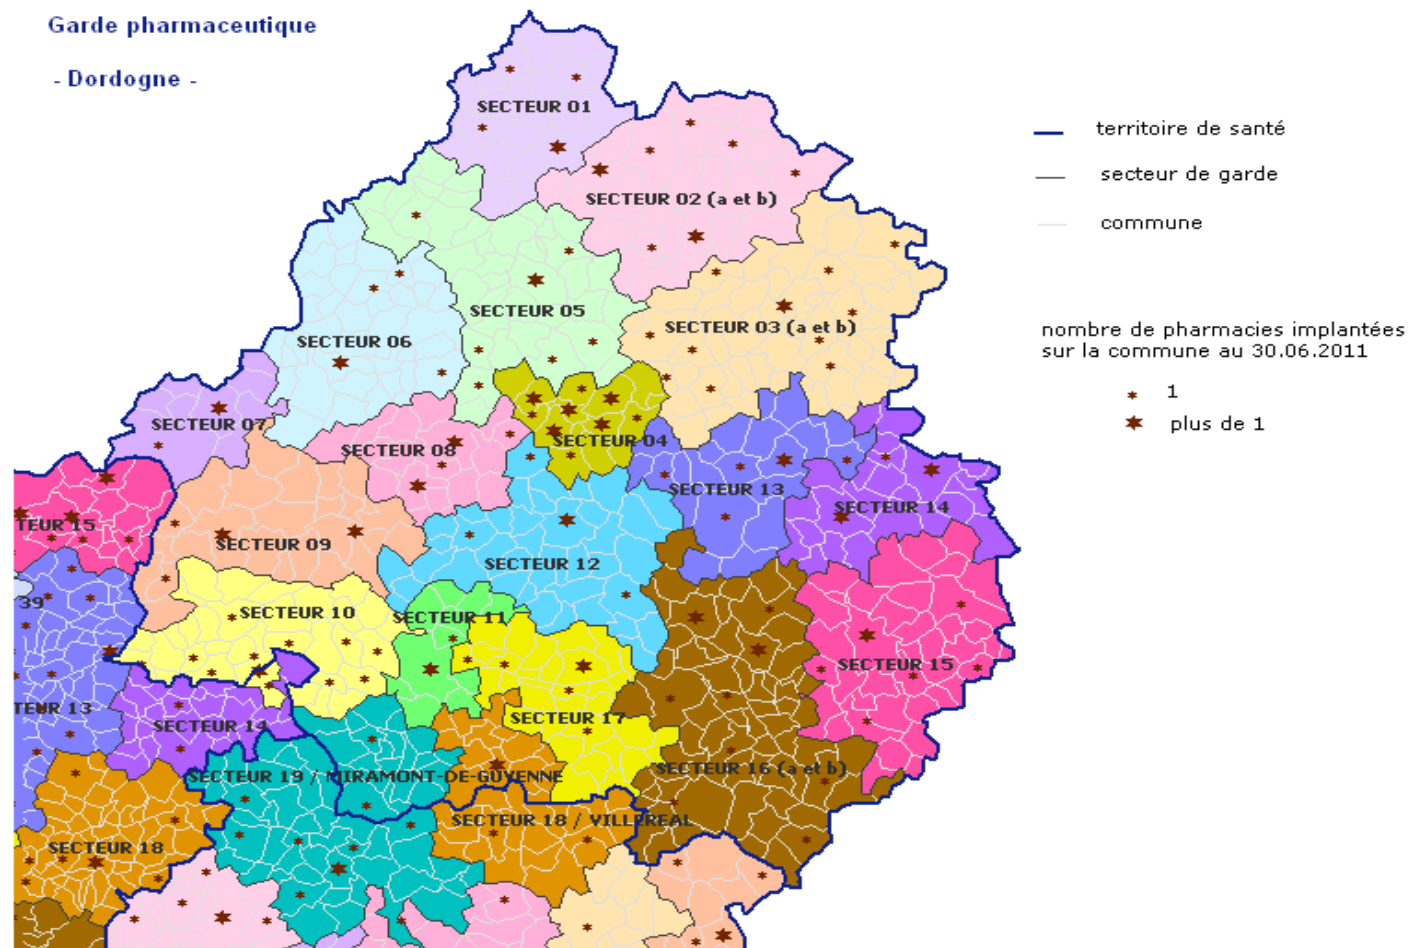 Garde pharmaceutique
- Dordogne -
SECTEUR 01
SECTEUR 02 (a et b)
SECTEUR 03 (a et b)
SECTEUR 05
SECTEUR 06
SECTEUR 07
SECTEUR 08
SECTEUR 04
SECTEUR 13
SECTEUR 14
TEUR 15
SECTEUR 09
SECTEUR 12
39
SECTEUR 10
SECTEUR 11
SECTEUR 15
TEUR 13
SECTEUR 14
SECTEUR 17
SECTEUR 19 / MIRAMONT-DE-GUYENNE
SECTEUR 16 (a et b)
SECTEUR 18 / VILLEREAL
SECTEUR 18
territoire de santé
secteur de garde
commune
nombre de pharmacies implantées
sur la commune au 30.06.2011
1
plus de 1